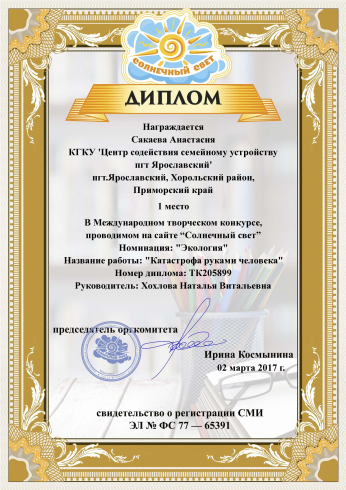 СОЛНЕЧНЫЙ СВЕТ
ДИПЛОМ
Награждается
Сакаева Анастасия
КГКУ 'Центр содействия семейному устройству
пгт Ярославский'
пгт.Ярославский, Хорольский район,
Приморский край
1 место
В Международном творческом конкурсе,
проводимом на сайте “Солнечный свет”
Номинация: "Экология"
Название работы: "Катастрофа руками человека"
Номер диплома: ТК205899
Руководитель: Хохлова Наталья Витальевна
председатель оргкомитета
Ирина Космынина
02 марта 2017 г.
свидетельство о регистрации СМИ
ЭЛ № ФС 77 — 65391